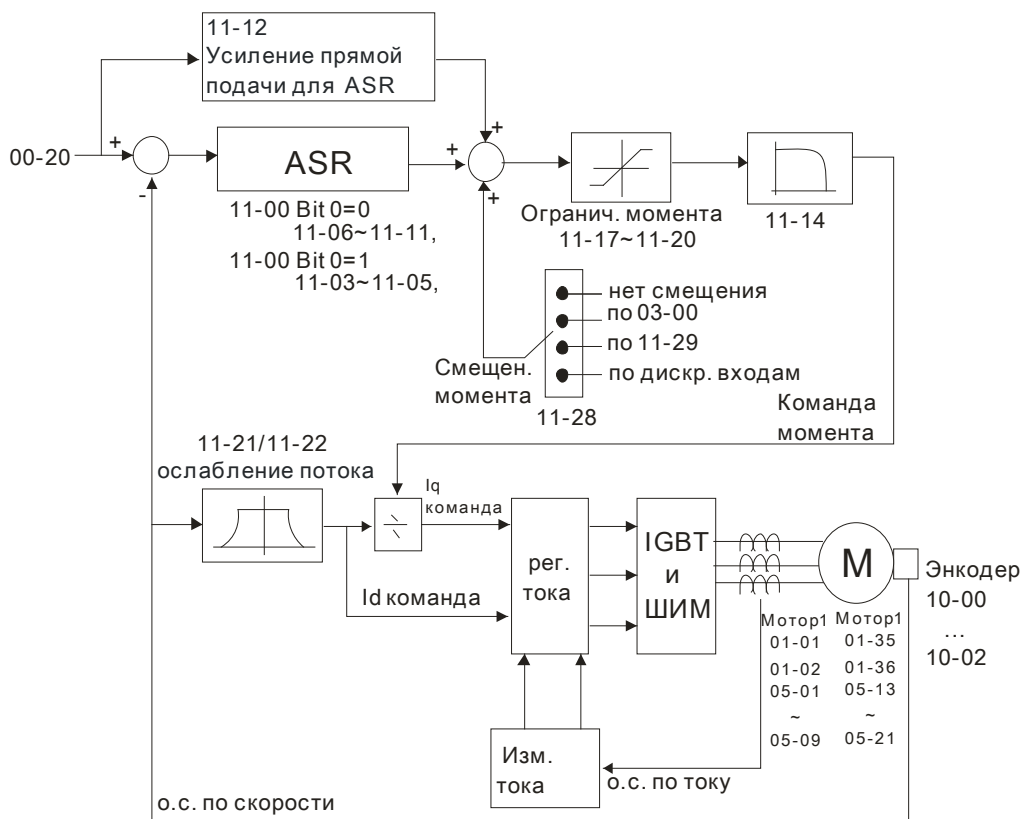 11-12
Усиление прямой
подачи для ASR
+
00-20
+
ASR
+
+
-
11-00 Bit 0=0
11-06~11-11,
11-00 Bit 0=1
11-03~11-05,
Огранич. момента
11-17~11-20
11-14
нет смещения
по 03-00
по 11-29
по дискр. входам
Смещен.
момента
11-28
Команда
момента
11-21/11-22
ослабление потока
Iq
команда
Id команда
рег.
тока
IGBT
и
ШИМ
M
Энкодер
10-00
...
10-02
Мотор1 Мотор1
01-01 01-35
01-02 01-36
05-01 05-13
~ ~
05-09 05-21
Изм.
тока
о.с. по току
о.с. по скорости